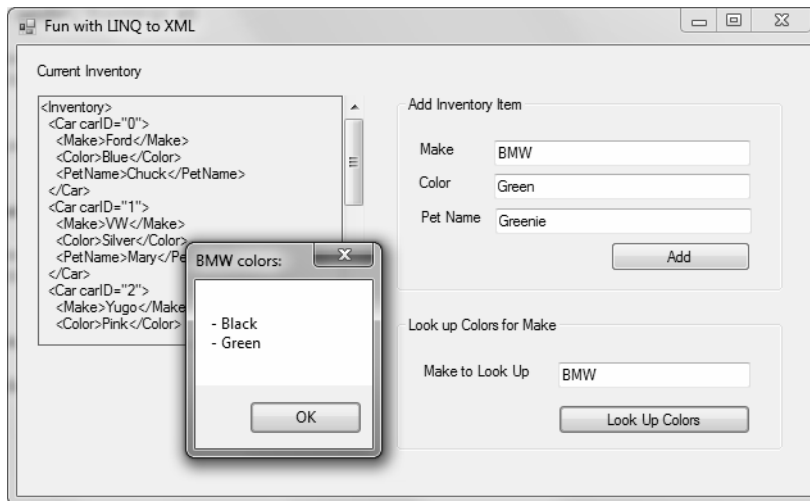 Fun with LINQ to XML
Current Inventory
<Inventory>
<Car carID="0">
<Make>Ford</Make>
<Color>Blue</Color>
<PetName>Chuck</PetName>
</Car>
<Car carID="1">
<Make>VW</Make>
<Color>Silver</Color>
<PetName>Mary</Pe
</Car>
<Car carID="2">
<Make>Yugo</Make
<Color>Pink</Color>
BMW colors:
- Black
- Green
OK
Add Inventory Item
Make BMW
Color Green
Pet Name Greenie
Add
Look up Colors for Make
Make to Look Up BMW
Look Up Colors